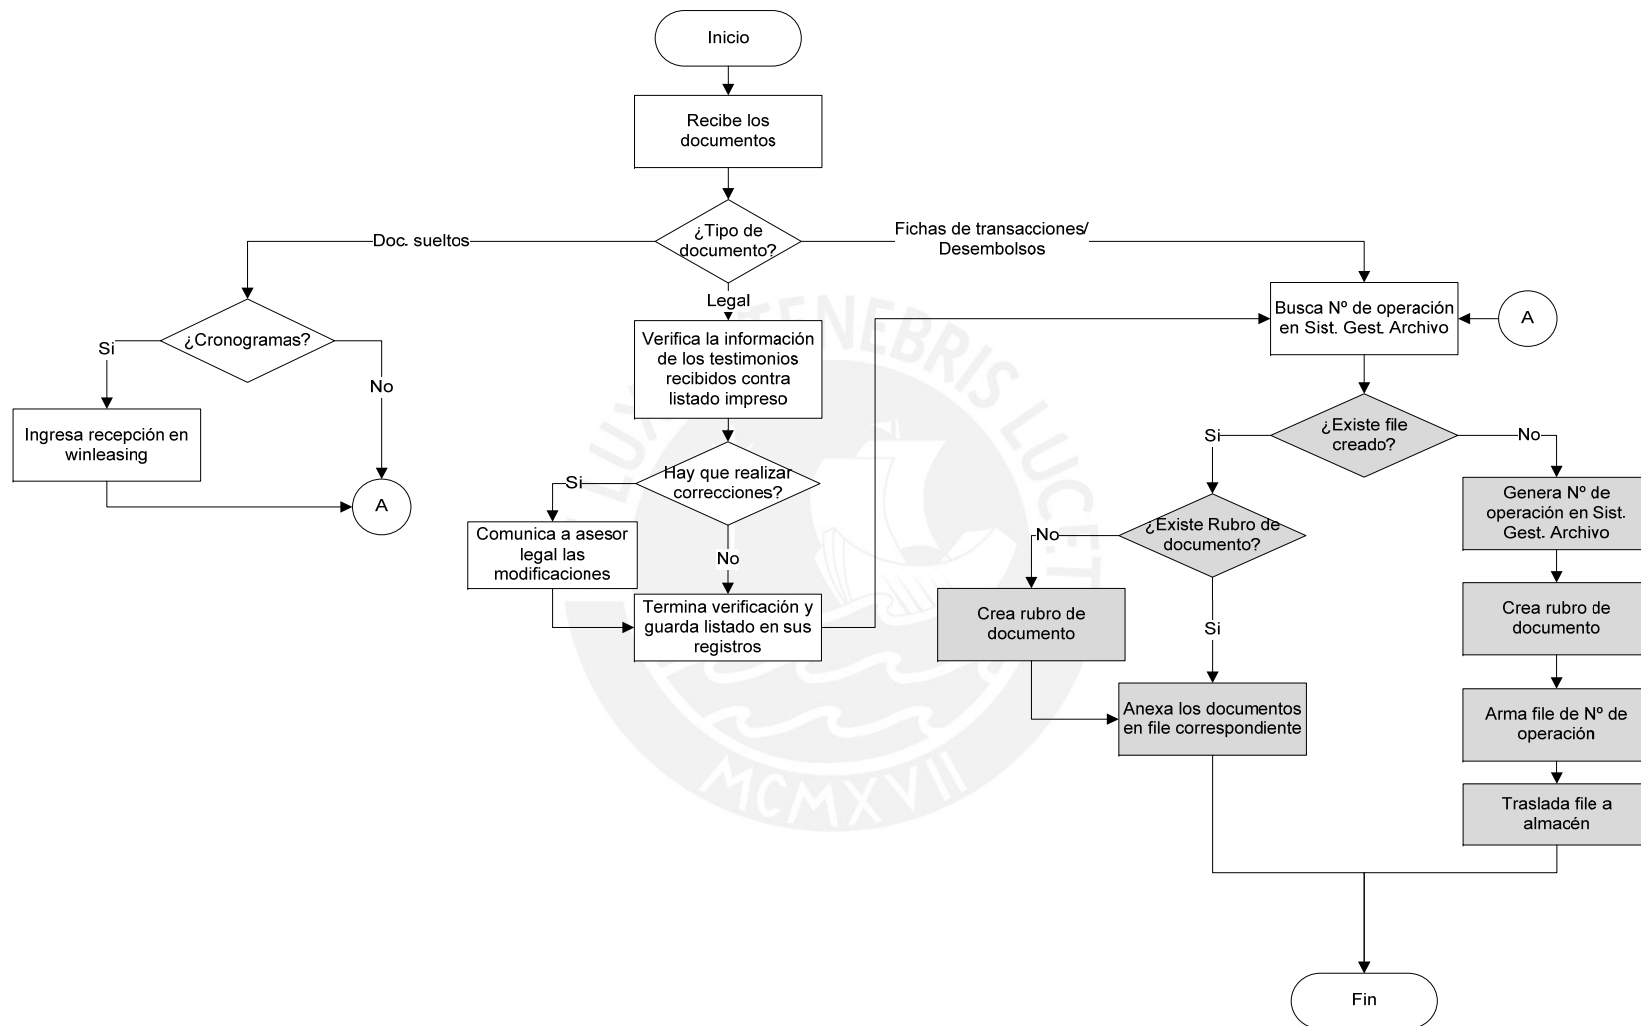 Inicio
Recibe los
documentos
¿Tipo de
documento?
Doc. sueltos
Fichas de transacciones/
Desembolsos
Legal
¿Cronogramas?
Si
No
Ingresa recepción en
winleasing
A
Verifica la información
de los testimonios
recibidos contra
listado impreso
Hay que realizar
correcciones?
Si
No
Comunica a asesor
legal las
modificaciones
Termina verificación y
guarda listado en sus
registros
Busca Nº de operación
en Sist. Gest. Archivo
A
¿Existe file
creado?
Si
No
¿Existe Rubro de
documento?
No
Si
Crea rubro de
documento
Anexa los documentos
en file correspondiente
Genera Nº de
operación en Sist.
Gest. Archivo
Crea rubro de
documento
Arma file de Nº de
operación
Traslada file a
almacén
Fin
TENEBRIS LUCET
MCMXVII